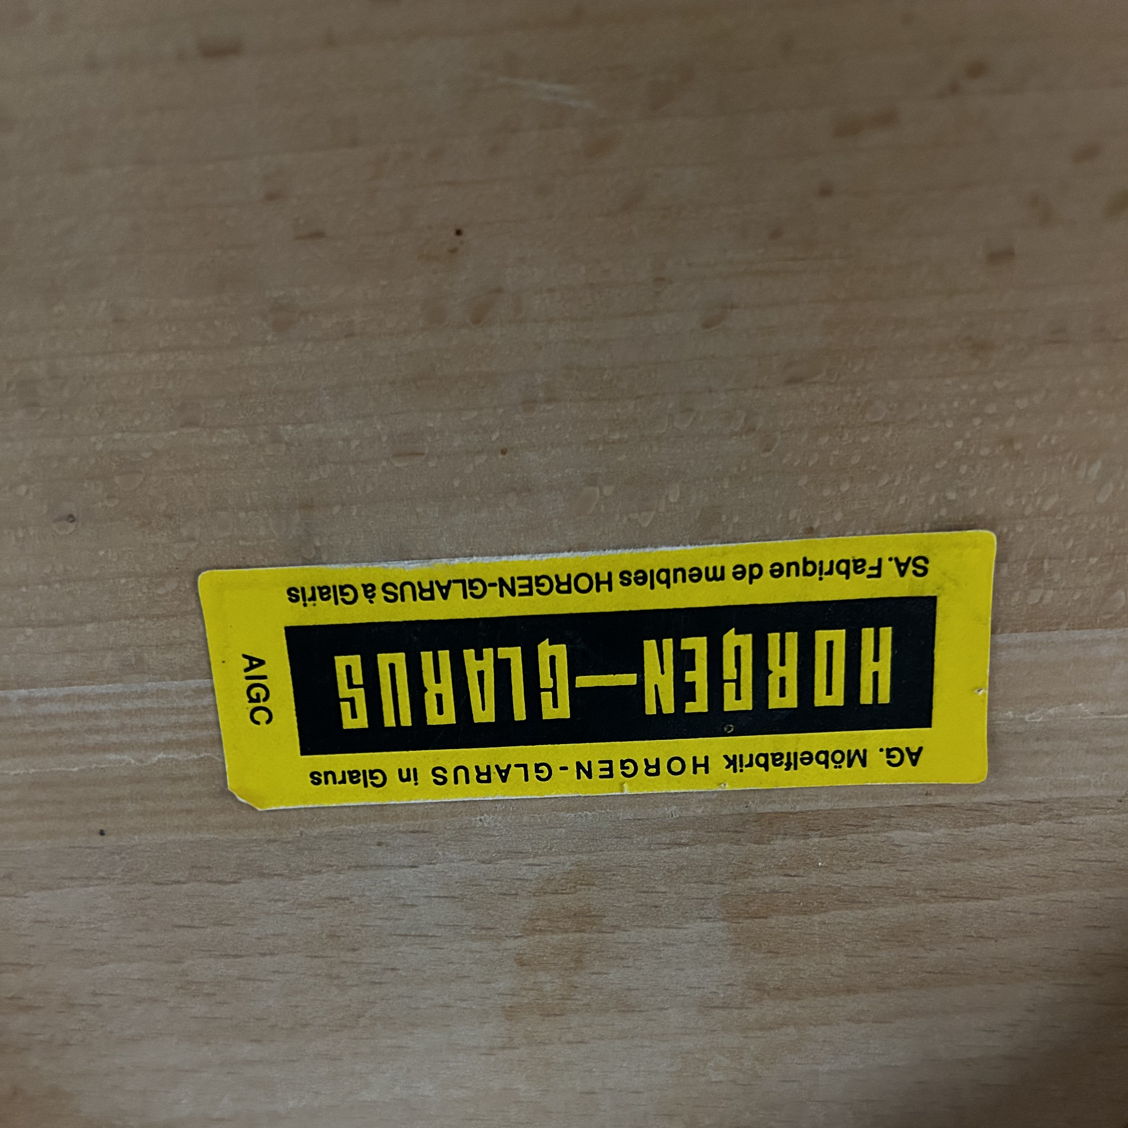 AG. Möbelfabrik HORGEN-GLARUS in Glarus
HORGEN—GLARUS
SA. Fabrique de meubles HORGEN-GLARUS à Glaris
AIGC